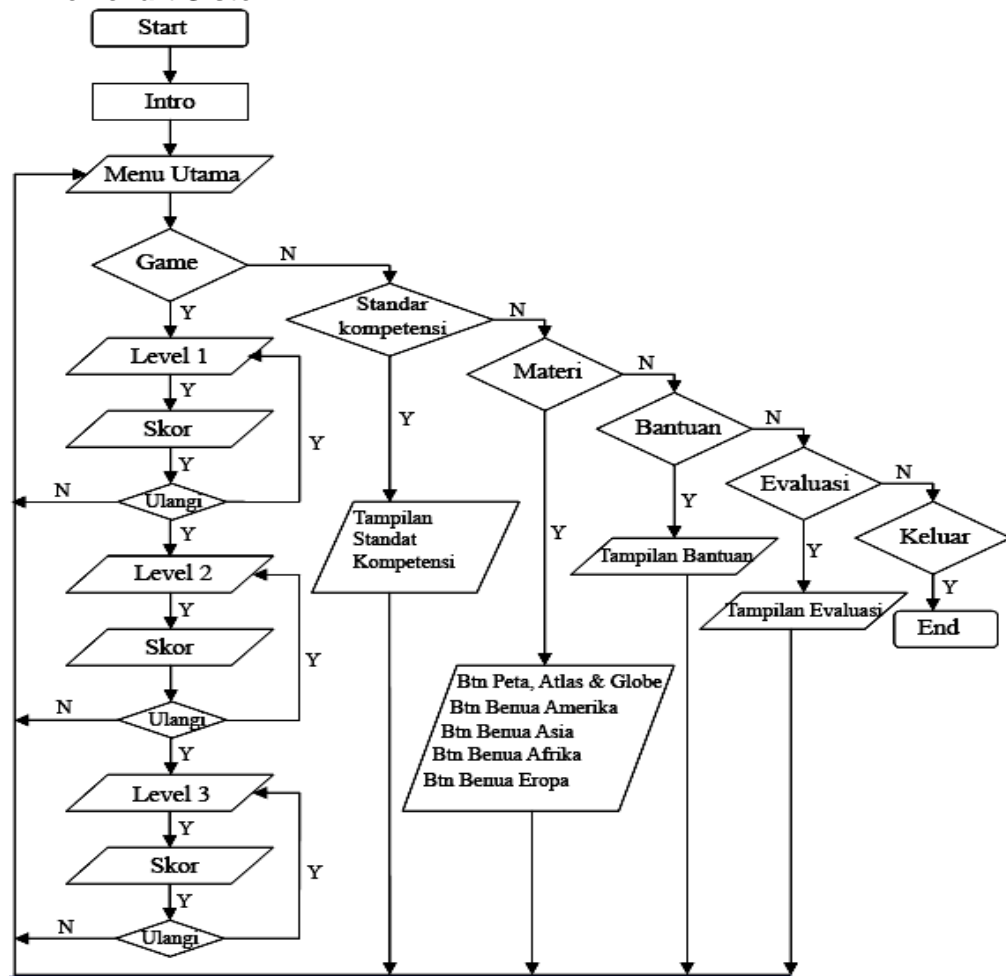 Start
Intro
Menu Utama
Game
N
Y
Standar
kompetensi
N
Y
Materi
N
Y
Bantuan
N
Y
Evaluasi
N
Y
Keluar
Y
End
Level 1
Y
Skor
Y
Ulangi
N
Y
Y
Level 2
Y
Skor
Ulangi
N
Y
Y
Level 3
Y
Skor
Y
Ulangi
N
Y
Tampilan
Standat
Kompetensi
Btn Peta, Atlas & Globe
Btn Benua Amerika
Btn Benua Asia
Btn Benua Afrika
Btn Benua Eropa
Tampilan Bantuan
Tampilan Evaluasi